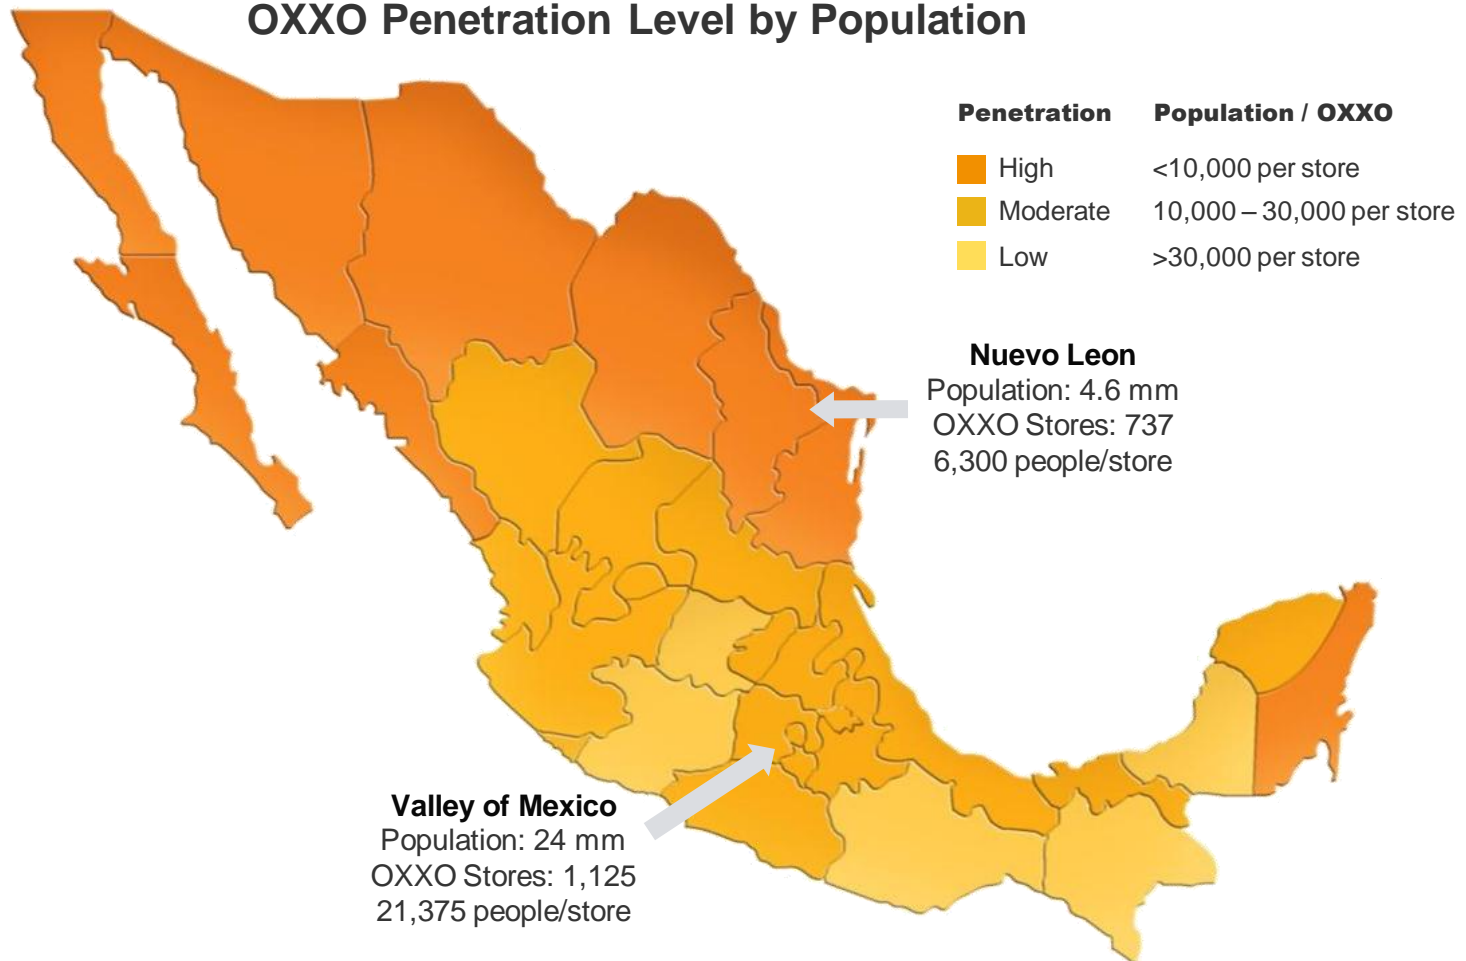 OXXO Penetration Level by Population
Penetration Population / OXXO
High <10,000 per store
Moderate 10,000 – 30,000 per store
Low >30,000 per store
Nuevo Leon
Population: 4.6 mm
OXXO Stores: 737
6,300 people/store
Valley of Mexico
Population: 24 mm
OXXO Stores: 1,125
21,375 people/store